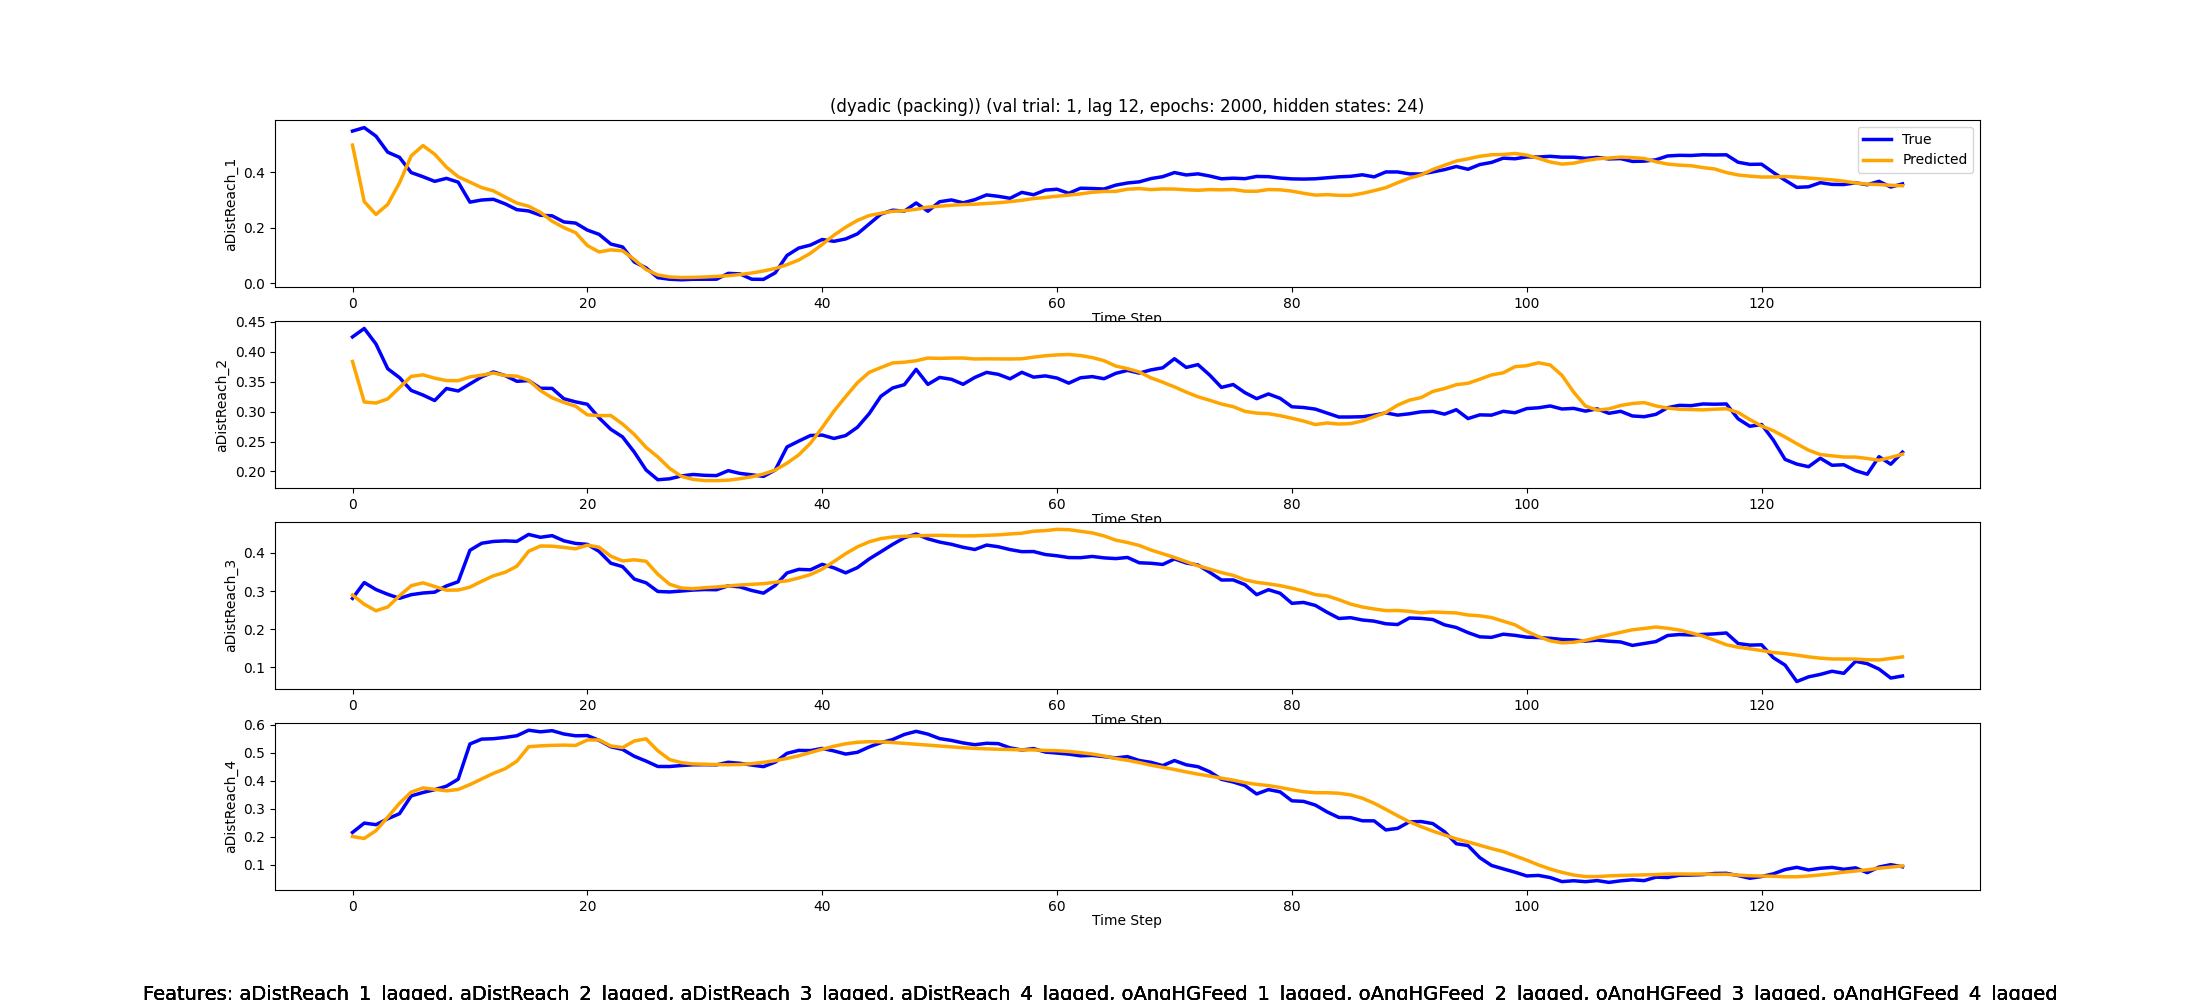 (dyadic (packing)) (val trial: 1, lag 12, epochs: 2000, hidden states: 24)
True
Predicted
aDistReach_1
0.4
0.2
0.0
0 20 40 60 80 100 120
Time Step
aDistReach_2
0.45
0.40
0.35
0.30
0.25
0.20
0 20 40 60 80 100 120
Time Step
aDistReach_3
0.4
0.3
0.2
0.1
0 20 40 60 80 100 120
Time Step
aDistReach_4
0.6
0.5
0.4
0.3
0.2
0.1
0 20 40 60 80 100 120
Time Step
Features: aDistReach_1_lagged, aDistReach_2_lagged, aDistReach_3_lagged, aDistReach_4_lagged, oAngHGFeed_1_lagged, oAngHGFeed_2_lagged, oAngHGFeed_3_lagged, oAngHGFeed_4_lagged